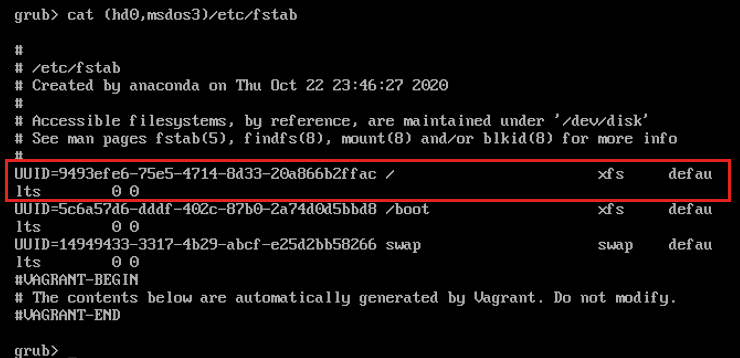 grub> cat (hd0,msdos3)/etc/fstab
#
# /etc/fstab
# Created by anaconda on Thu Oct 22 23:46:27 2020
#
# Accessible filesystems, by reference, are maintained under '/dev/disk'
# See man pages fstab(5), findfs(8), mount(8) and/or blkid(8) for more info
#
UUID=9493efe6-75e5-4714-8d33-20a866b2ffac /                       xfs     defau
lts        0 0
UUID=5c6a57d6-dddf-402c-87b0-2a74d0d5bbd8 /boot                   xfs     defau
lts        0 0
UUID=14949433-3317-4b29-abcf-e25d2bb58266 swap                    swap    defau
lts        0 0
#VAGRANT-BEGIN
# The contents below are automatically generated by Vagrant. Do not modify.
#VAGRANT-END
grub> _